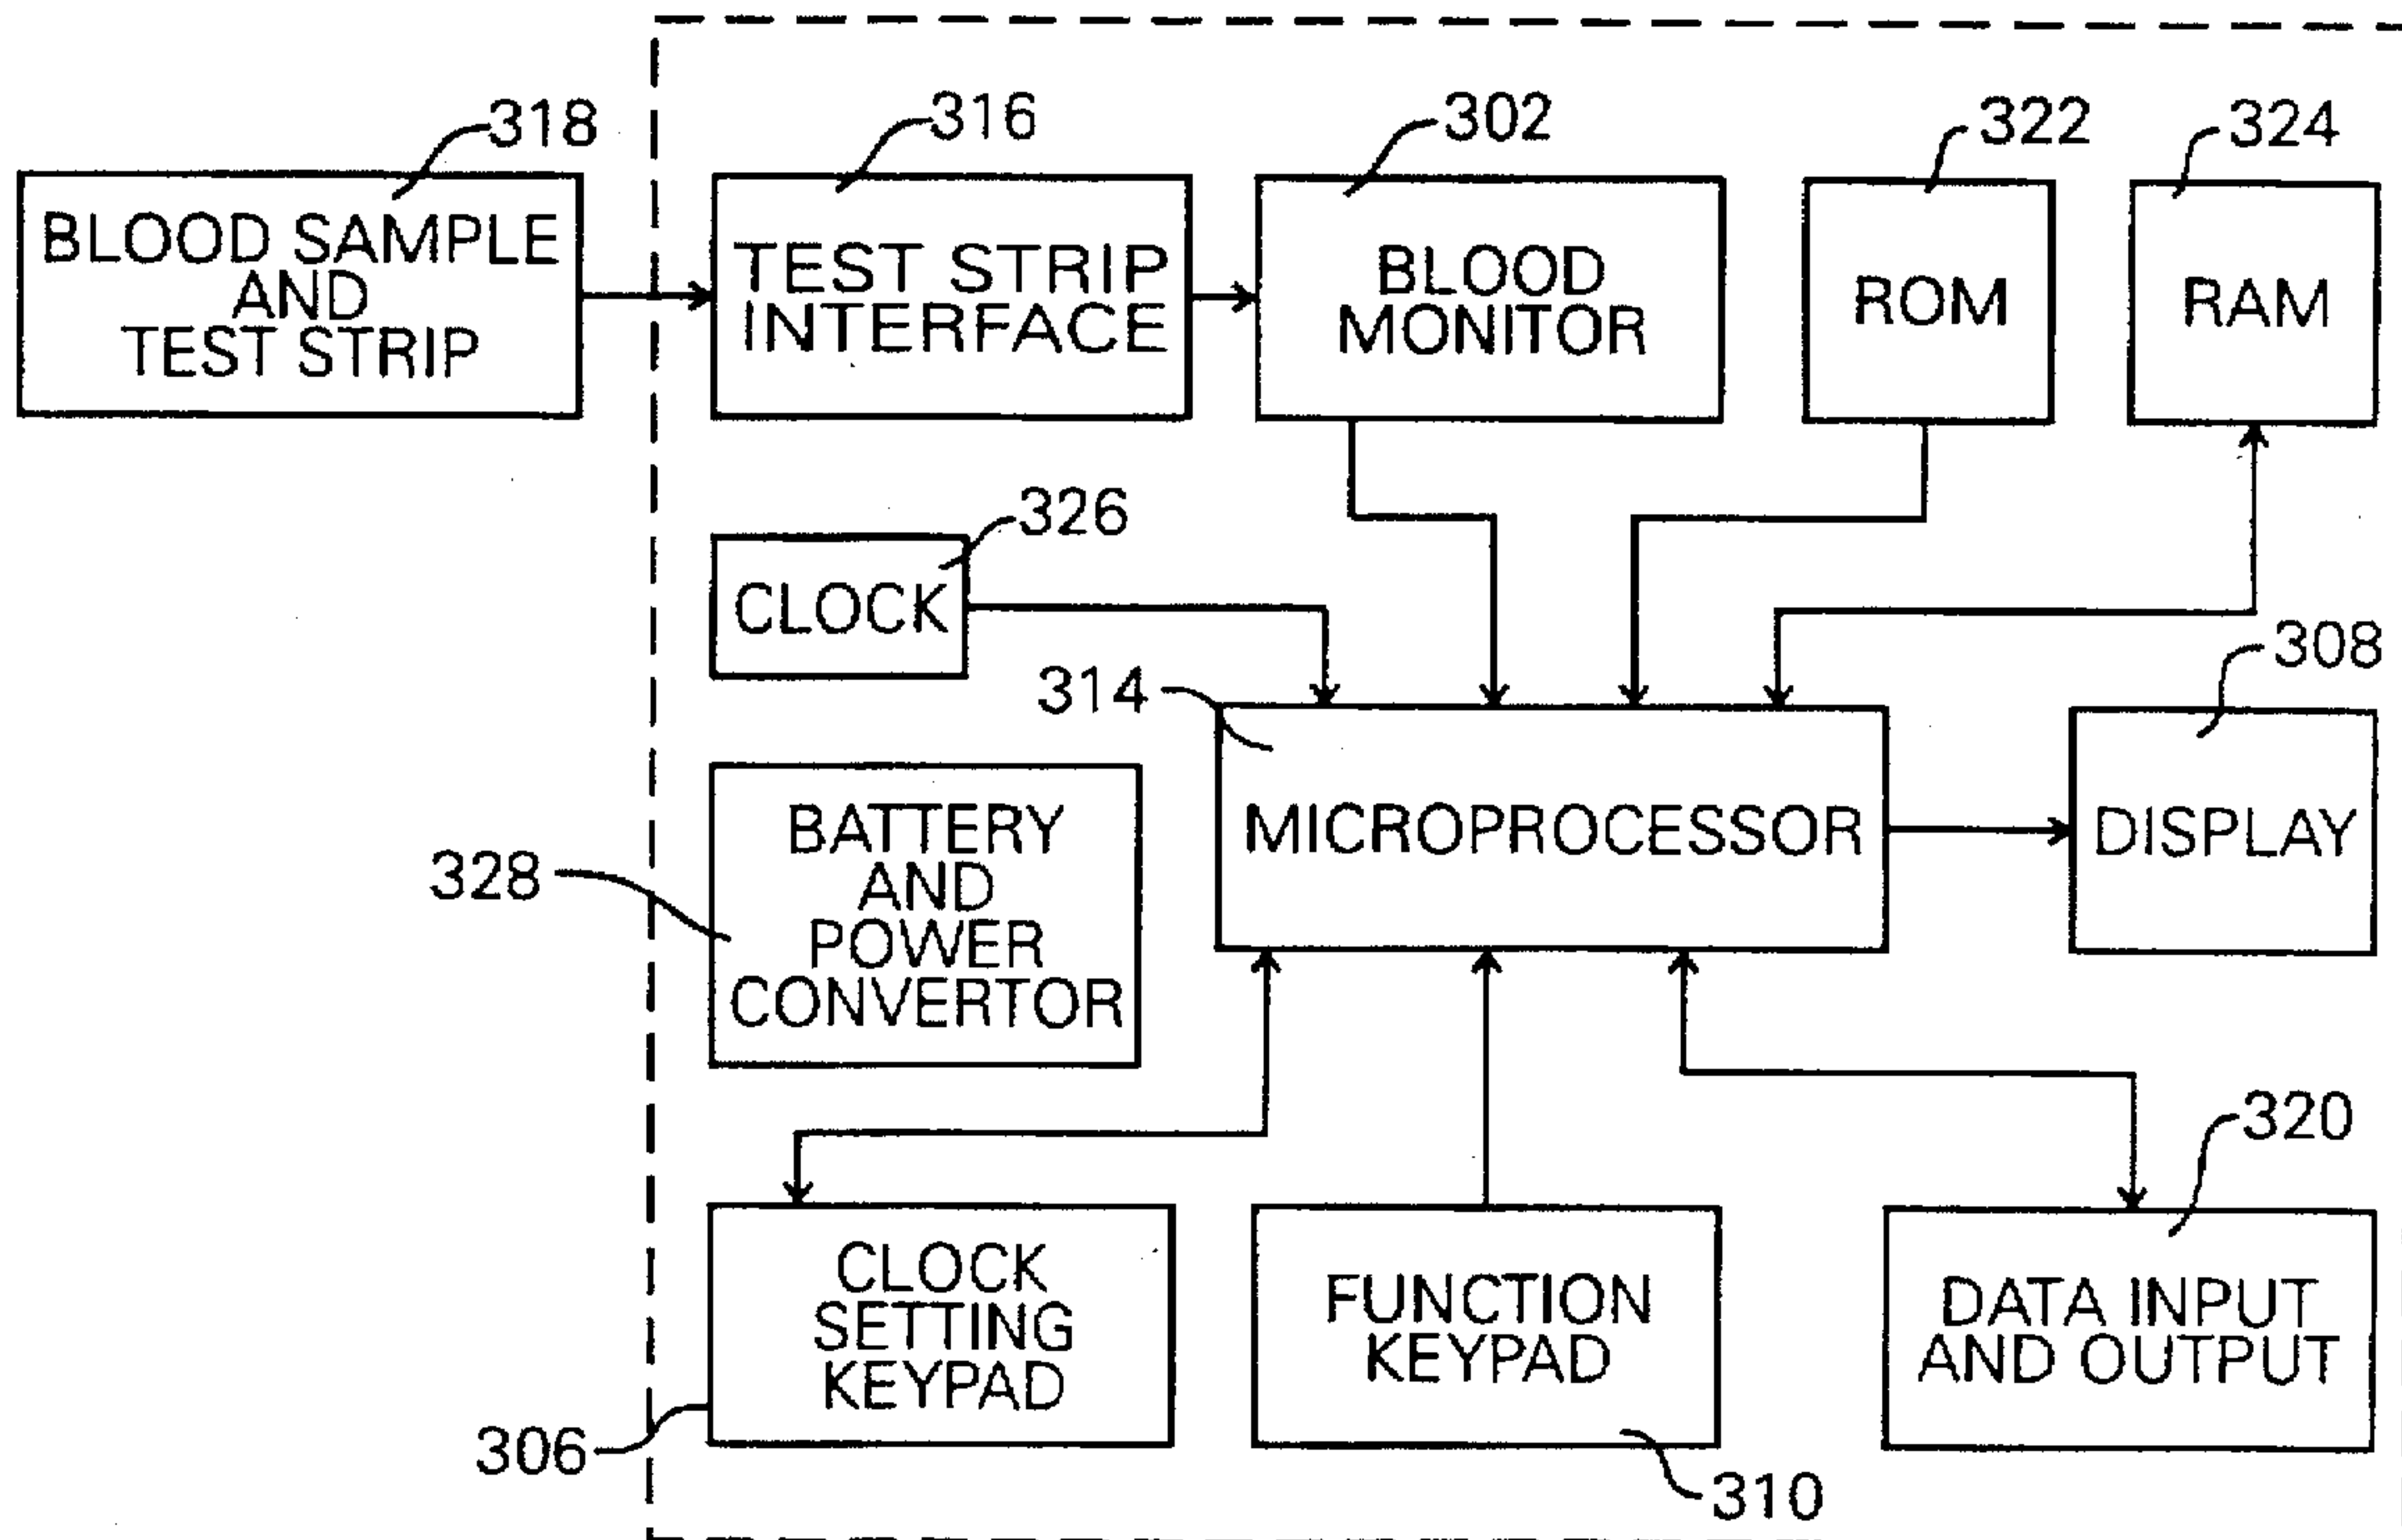 318
316
302
322
324
BLOOD SAMPLE
AND
TEST STRIP
TEST STRIP
INTERFACE
BLOOD
MONITOR
ROM
RAM
326
CLOCK
314
308
BATTERY
AND
POWER
CONVERTOR
328
MICROPROCESSOR
DISPLAY
320
CLOCK
SETTING
KEYPAD
306
FUNCTION
KEYPAD
310
DATA INPUT
AND OUTPUT